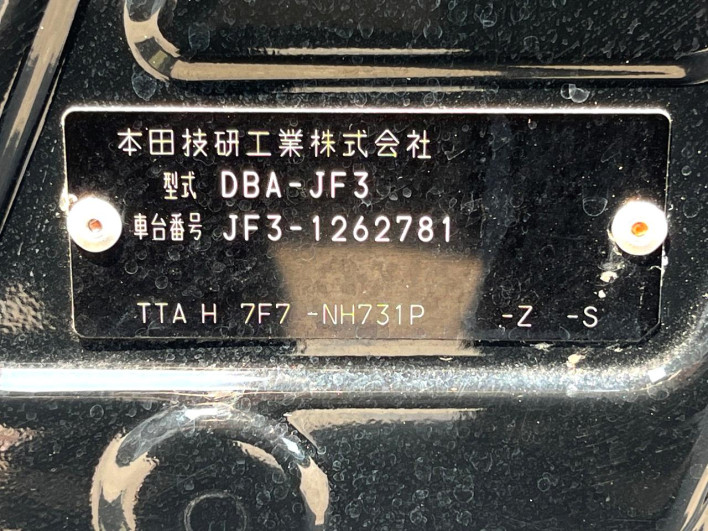 本田技研工業株式会社
型式 DBA-JF3
車台番号 JF3-1262781
TTA H 7F7 -NH731P -Z -S